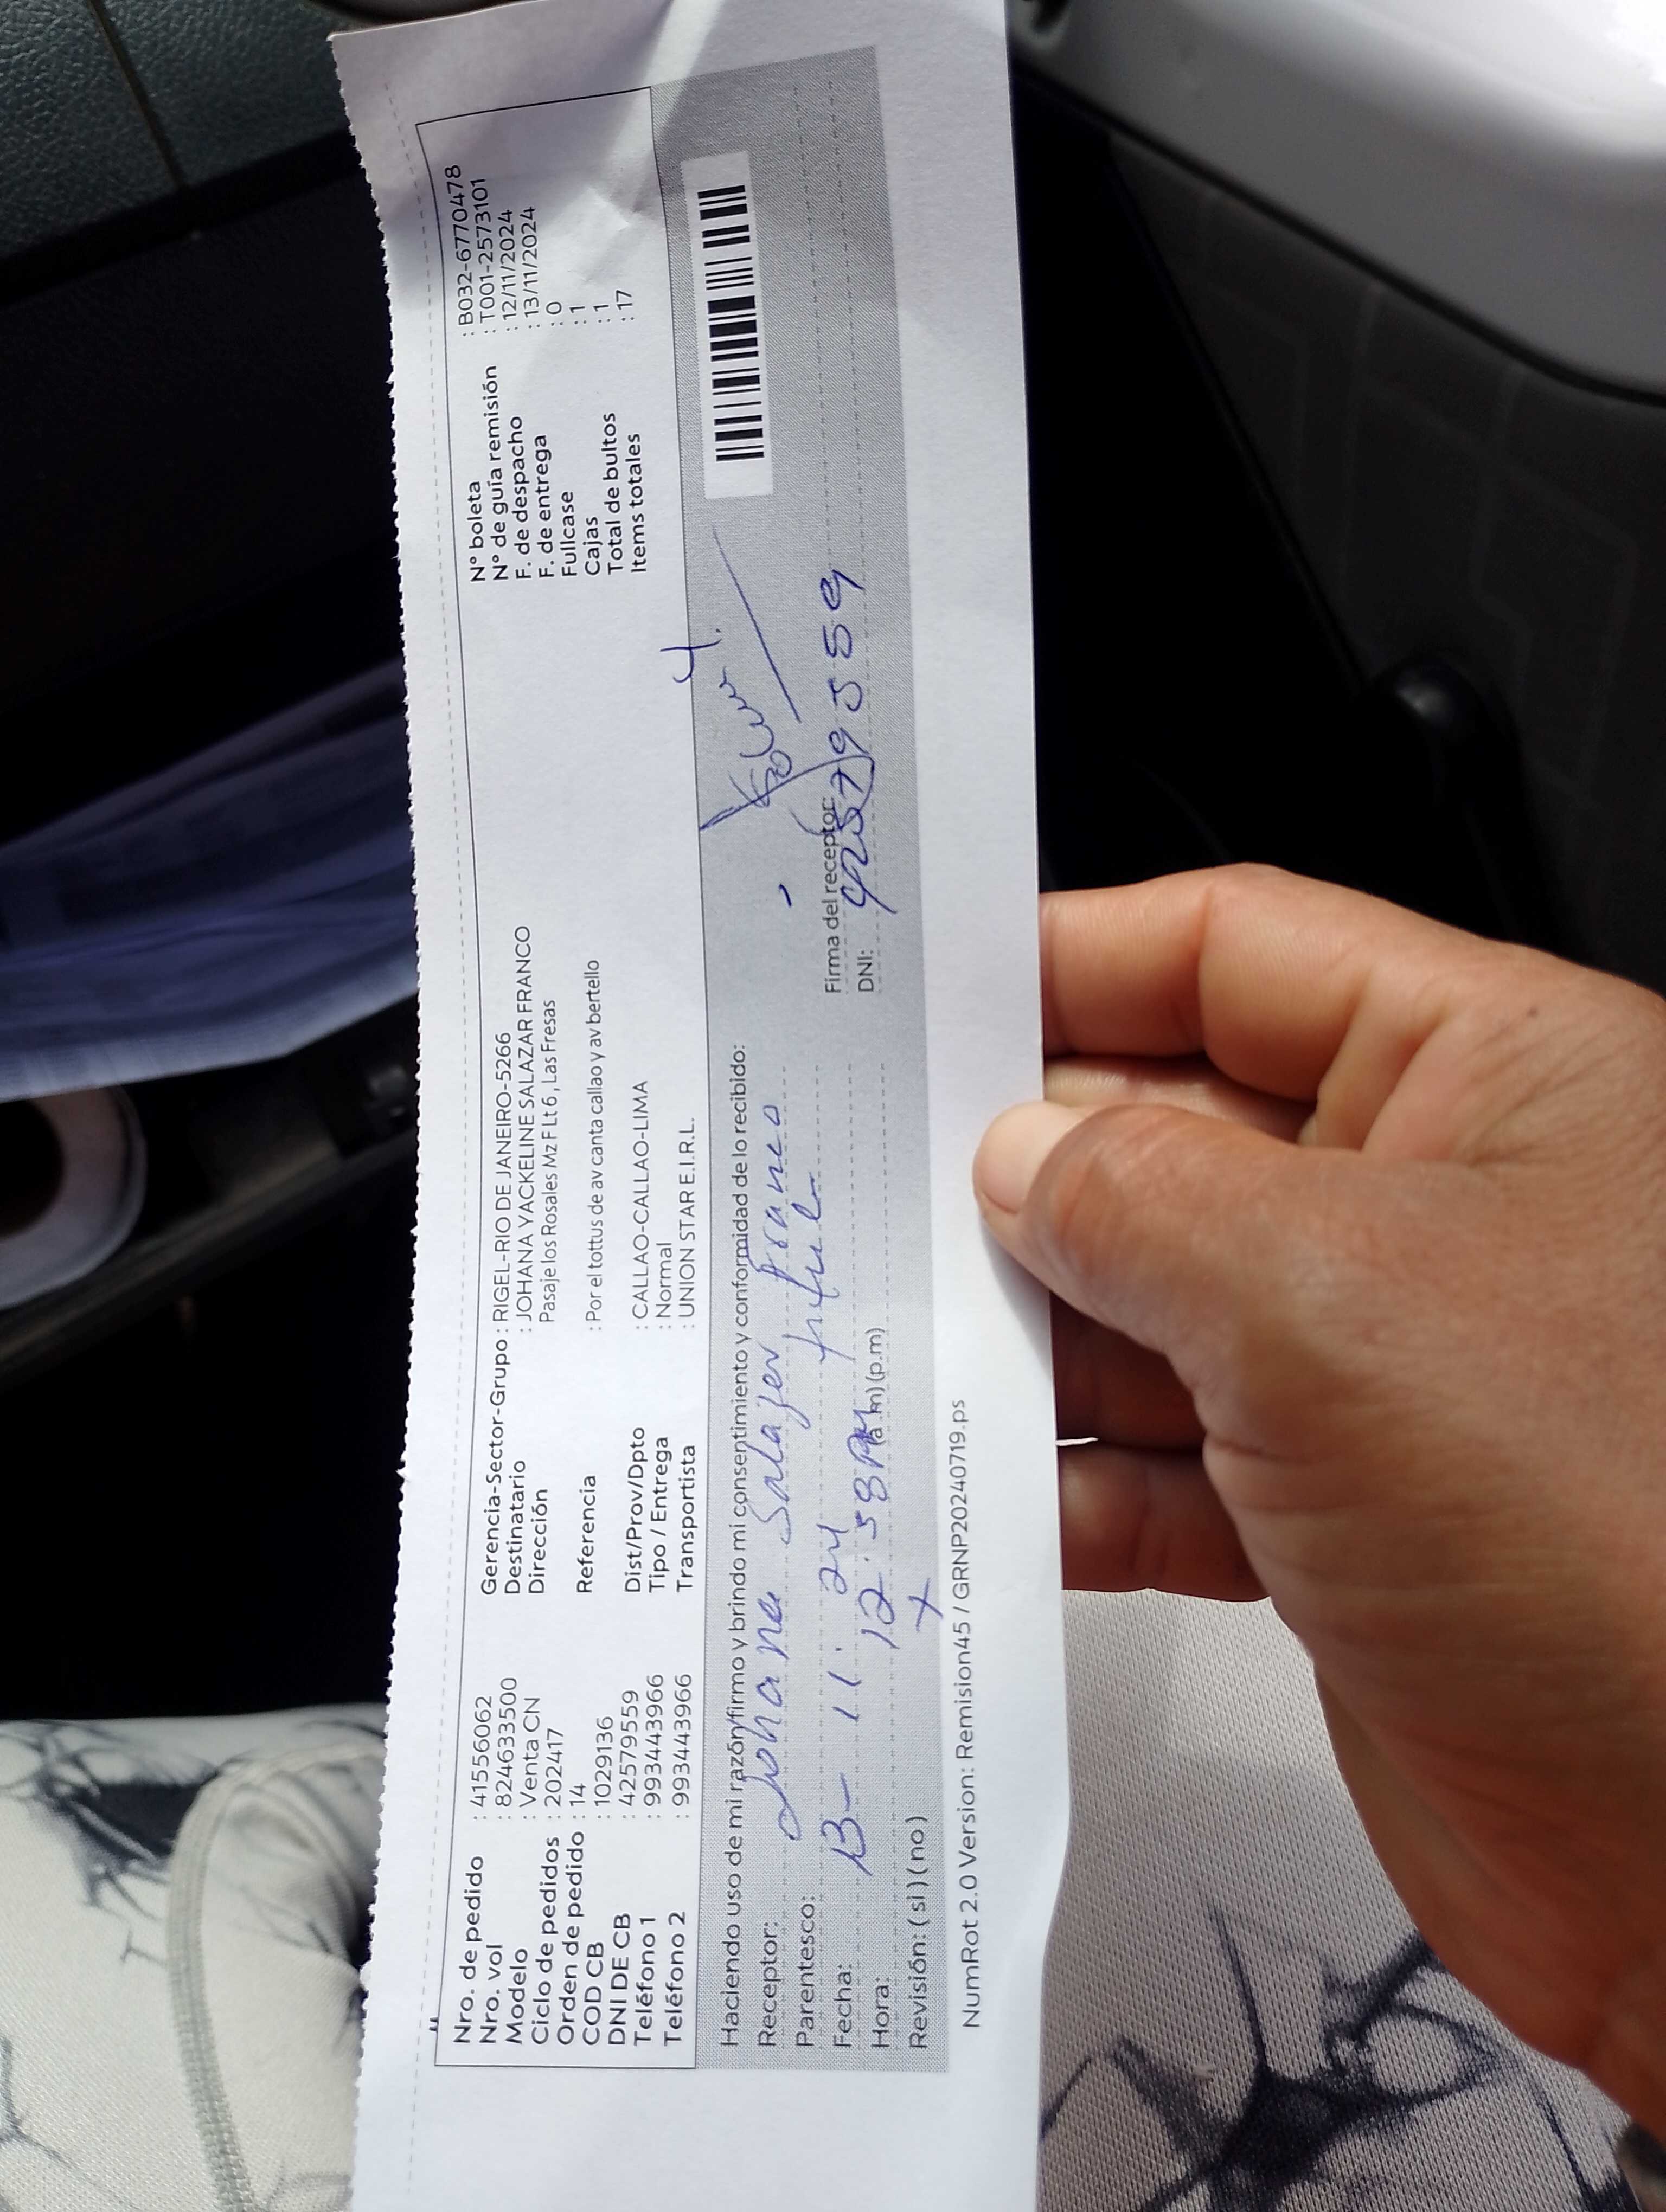 Nro. de pedido : 41556062
Nro. vol : 824633500
Modelo : Venta CN
Ciclo de pedidos : 202417
Orden de pedido : 14
COD CB : 1029136
DNI DE CB : 42579559
Teléfono 1 : 993443966
Teléfono 2 : 993443966
Gerencia-Sector-Grupo : RIGEL-RIO DE JANEIRO-5266
Destinatario : JOHANA YACKELINE SALAZAR FRANCO
Dirección Pasaje los Rosales Mz F Lt 6 , Las Fresas
Referencia : Por el tottus de av canta callao y av bertello
Dist/Prov/Dpto : CALLAO-CALLAO-LIMA
Tipo / Entrega : Normal
Transportista : UNION STAR E.I.R.L.
N° boleta : B032-6770478
N° de guía remisión : T001-2573101
F. de despacho : 12/11/2024
F. de entrega : 13/11/2024
Fullcase : 0
Cajas : 1
Total de bultos : 1
Items totales : 17
Haciendo uso de mi razón/firmo y brindo mi consentimiento y conformidad de lo recibido:
Receptor: Johana Salazar Franco
Parentesco:
Fecha: 13- 11. 24
Hora: 12:58 PM (a.m) (p.m)
Revisión: ( si ) ( no )
Firma del receptor:
DNI: 42579559
NumRot 2.0 Version: Remision45 / GRNP20240719.ps